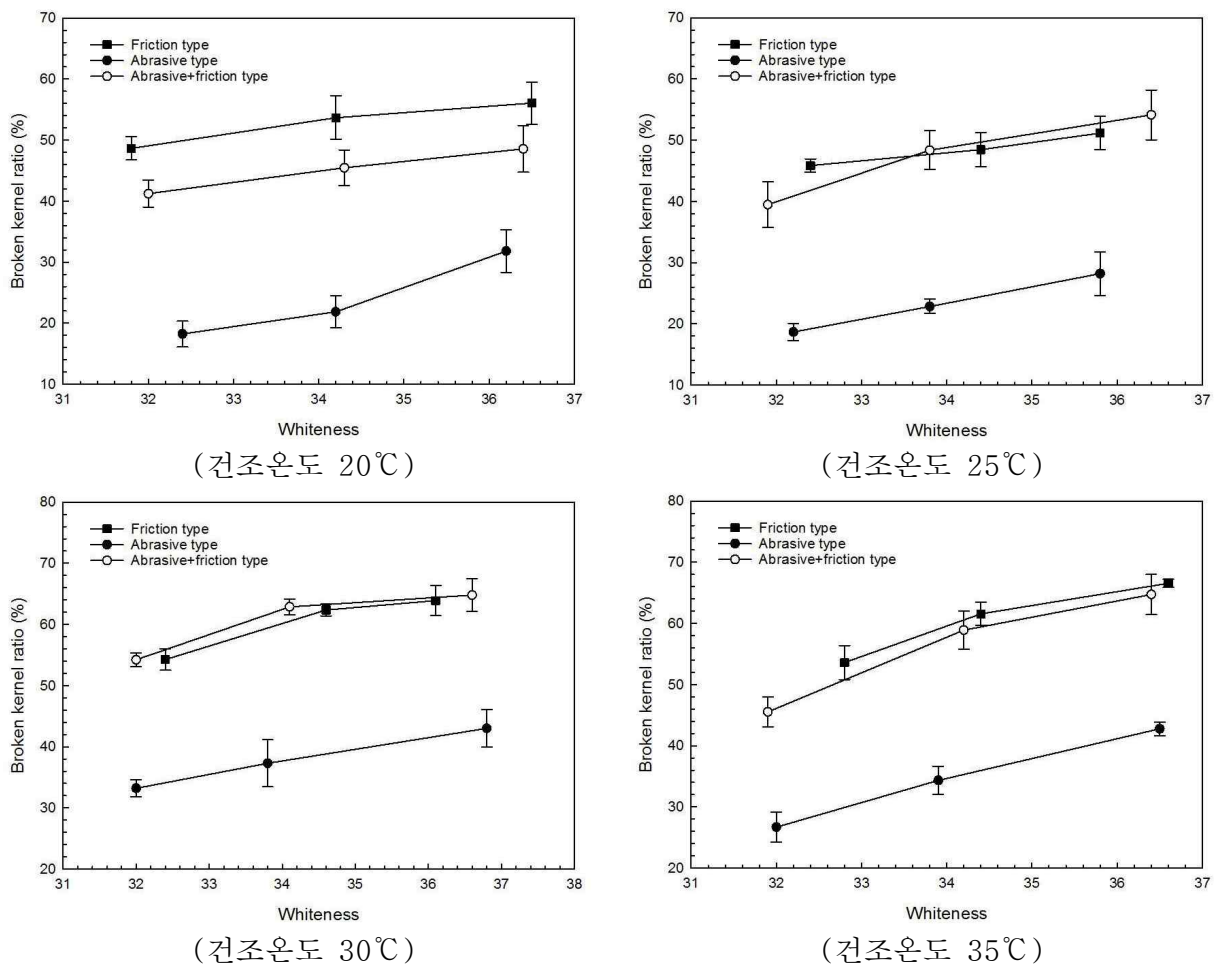 70
60
50
40
30
20
10
Broken kernel ratio (%)
Friction type
Abrasive type
Abrasive+friction type
31 32 33 34 35 36 37
Whiteness
(건조온도 20℃)
70
60
50
40
30
20
10
Broken kernel ratio (%)
Friction type
Abrasive type
Abrasive+friction type
31 32 33 34 35 36 37
Whiteness
(건조온도 25℃)
80
70
60
50
40
30
20
Broken kernel ratio (%)
Friction type
Abrasive type
Abrasive+friction type
31 32 33 34 35 36 37 38
Whiteness
(건조온도 30℃)
80
70
60
50
40
30
20
Broken kernel ratio (%)
Friction type
Abrasive type
Abrasive+friction type
31 32 33 34 35 36 37
Whiteness
(건조온도 35℃)